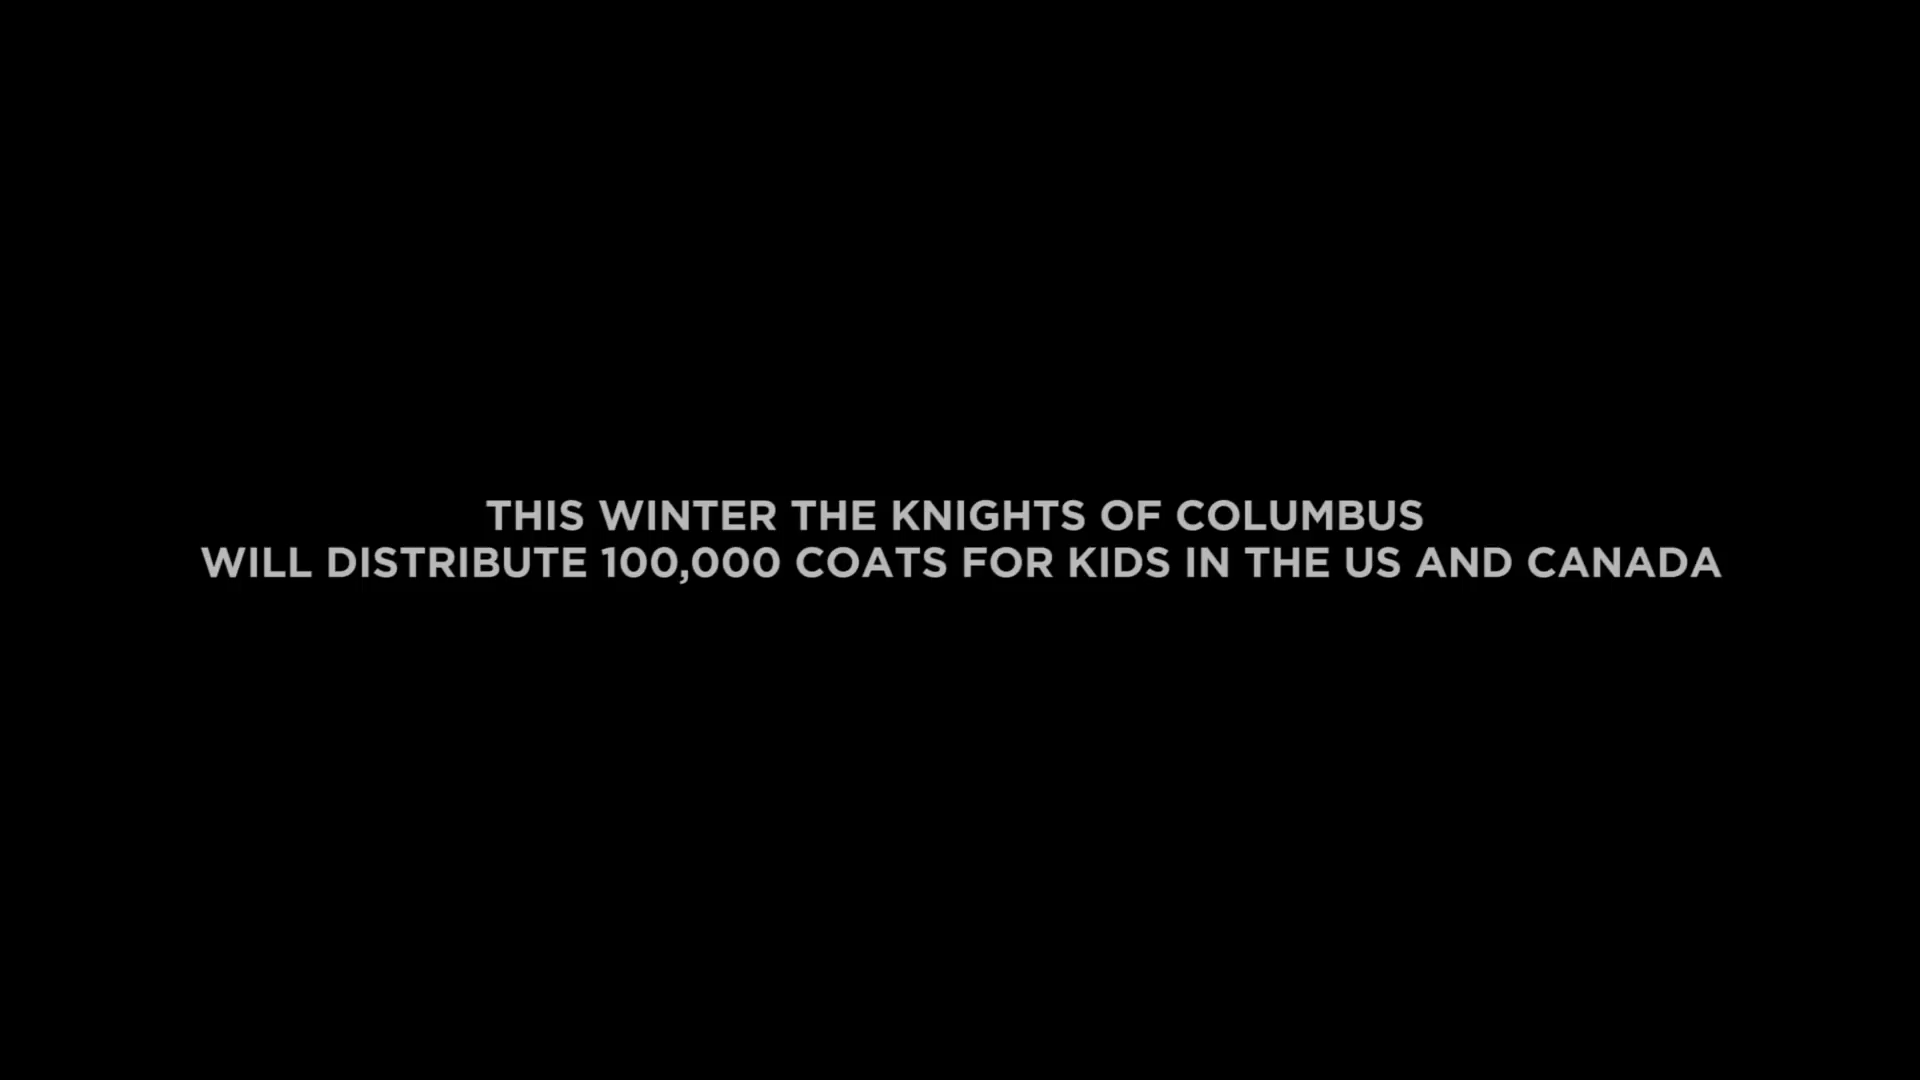 THIS WINTER THE KNIGHTS OF COLUMBUS
WILL DISTRIBUTE 100,000 COATS FOR KIDS IN THE US AND CANADA